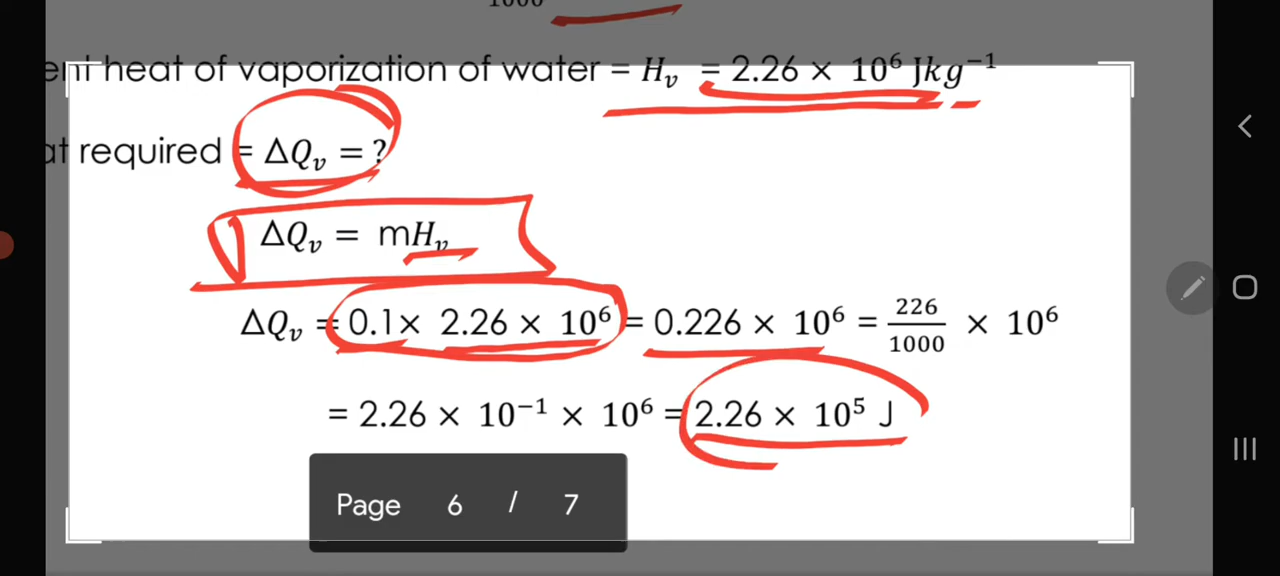 1000
ent heat of vaporization of water = Hᵥ = 2.26 × 10⁶ Jkg⁻¹
at required = ΔQᵥ = ?
ΔQᵥ = mHᵥ
ΔQᵥ = 0.1× 2.26 × 10⁶ = 0.226 × 10⁶ = 226/1000 × 10⁶
= 2.26 × 10⁻¹ × 10⁶ = 2.26 × 10⁵ J
Page 6 / 7